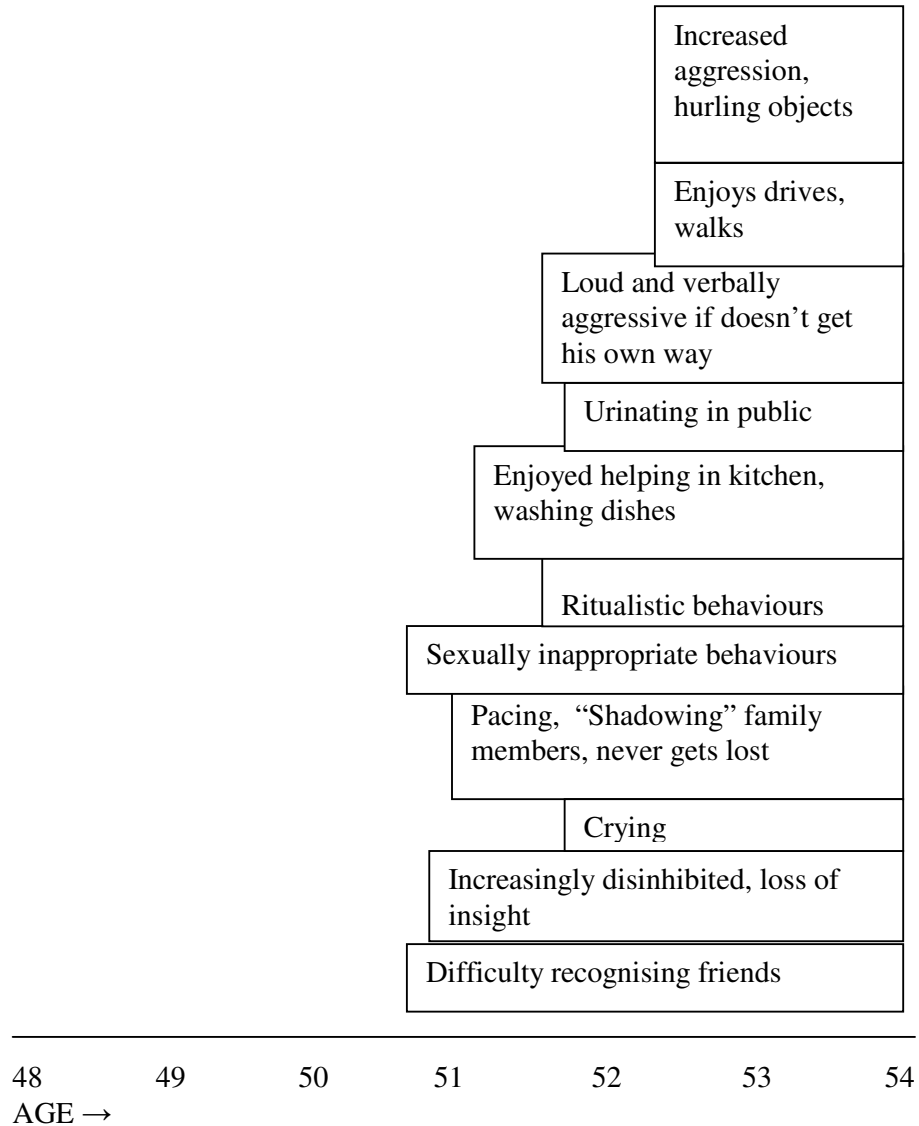 Increased
aggression,
hurling objects
Enjoys drives,
walks
Loud and verbally
aggressive if doesn't get
his own way
Urinating in public
Enjoyed helping in kitchen,
washing dishes
Ritualistic behaviours
Sexually inappropriate behaviours
Pacing, “Shadowing” family
members, never gets lost
Crying
Increasingly disinhibited, loss of
insight
Difficulty recognising friends
48 49 50 51 52 53 54
AGE →